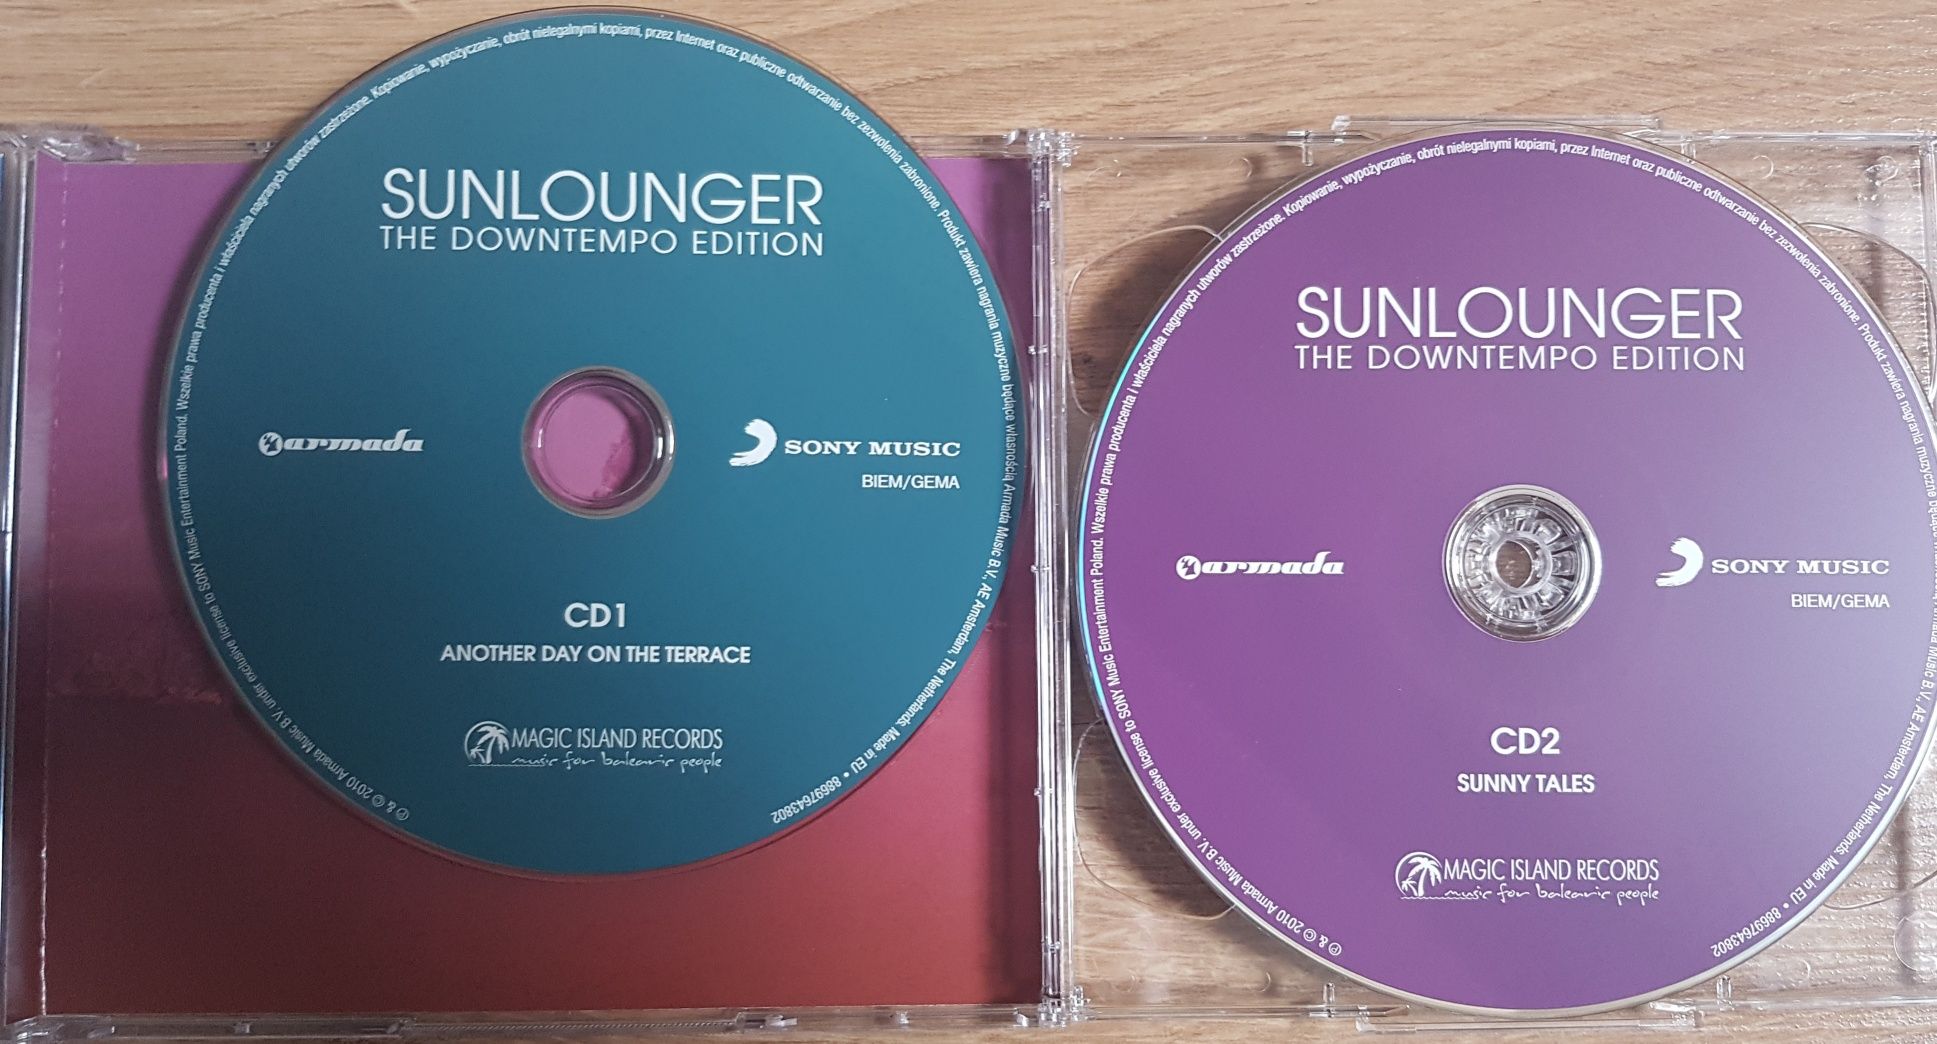 SUNLOUNGER
THE DOWNTEMPO EDITION
armada
SONY MUSIC
BIEM/GEMA
CD1
ANOTHER DAY ON THE TERRACE
MAGIC ISLAND RECORDS
music for balearic people
℗ & © 2010 Armada Music B.V. under exclusive license to SONY Music Entertainment Poland. Wszelkie prawa producenta i właściciela nagranych utworów zastrzeżone. Kopiowanie, wypożyczanie, obrót nielegalnymi kopiami, przez Internet oraz publiczne odtwarzanie bez zezwolenia zabronione. Produkt zawiera nagrania muzyczne będące własnością Armada Music B.V., AE Amsterdam, The Netherlands. Made in EU • 88697643802
SUNLOUNGER
THE DOWNTEMPO EDITION
armada
SONY MUSIC
BIEM/GEMA
CD2
SUNNY TALES
MAGIC ISLAND RECORDS
music for balearic people
℗ & © 2010 Armada Music B.V. under exclusive license to SONY Music Entertainment Poland. Wszelkie prawa producenta i właściciela nagranych utworów zastrzeżone. Kopiowanie, wypożyczanie, obrót nielegalnymi kopiami, przez Internet oraz publiczne odtwarzanie bez zezwolenia zabronione. Produkt zawiera nagrania muzyczne Music B.V., AE Amsterdam, The Netherlands. Made in EU • 88697643802